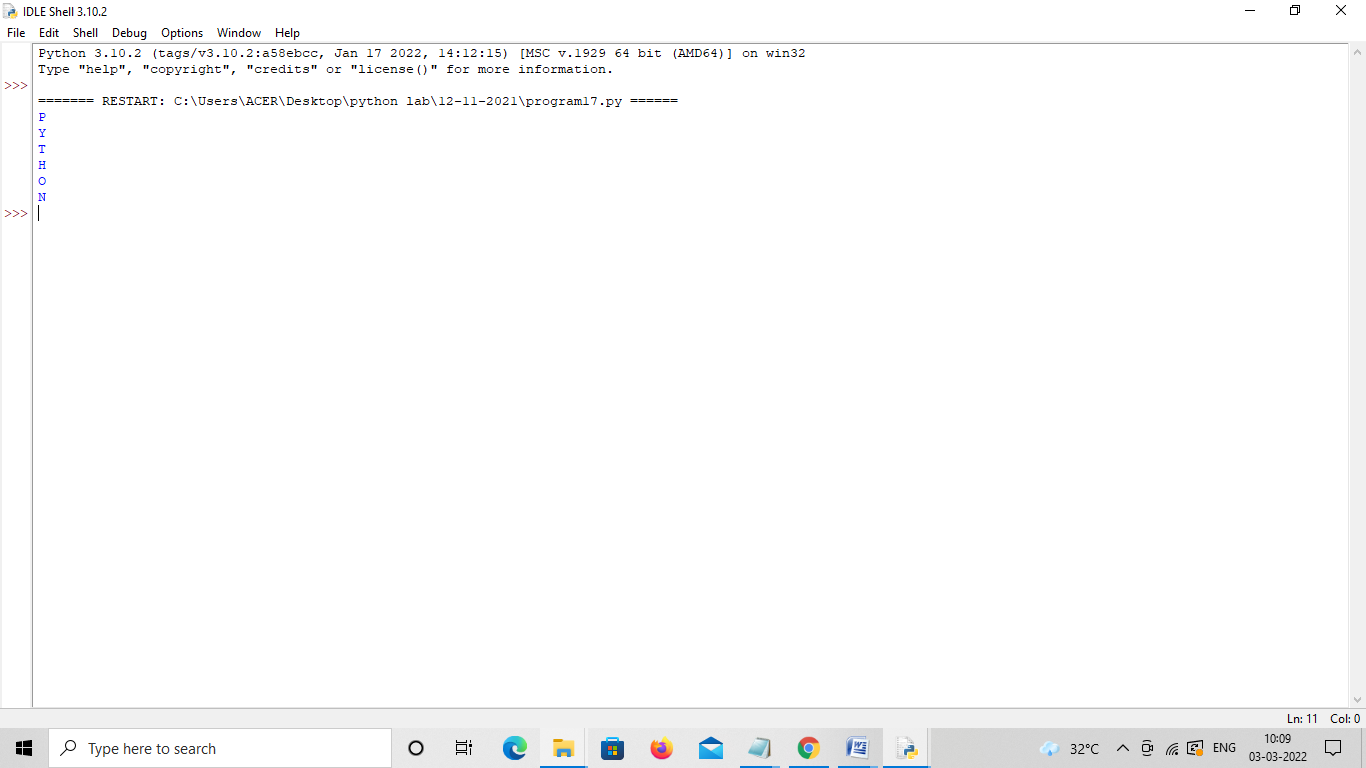 IDLE Shell 3.10.2
File Edit Shell Debug Options Window Help
Python 3.10.2 (tags/v3.10.2:a58ebcc, Jan 17 2022, 14:12:15) [MSC v.1929 64 bit (AMD64)] on win32
Type "help", "copyright", "credits" or "license()" for more information.
>>>
======= RESTART: C:\Users\ACER\Desktop\python lab\12-11-2021\program17.py ======
P
Y
T
H
O
N
>>>
Ln: 11 Col: 0
Type here to search
32°C ENG 10:09
03-03-2022